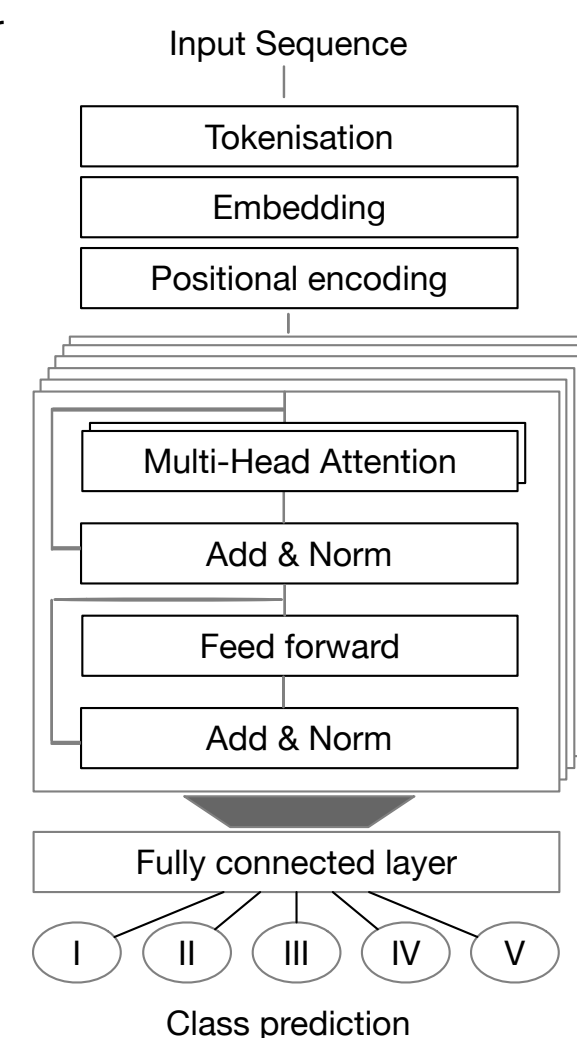 Input Sequence
Tokenisation
Embedding
Positional encoding
Multi-Head Attention
Add & Norm
Feed forward
Add & Norm
Fully connected layer
I II III IV V
Class prediction